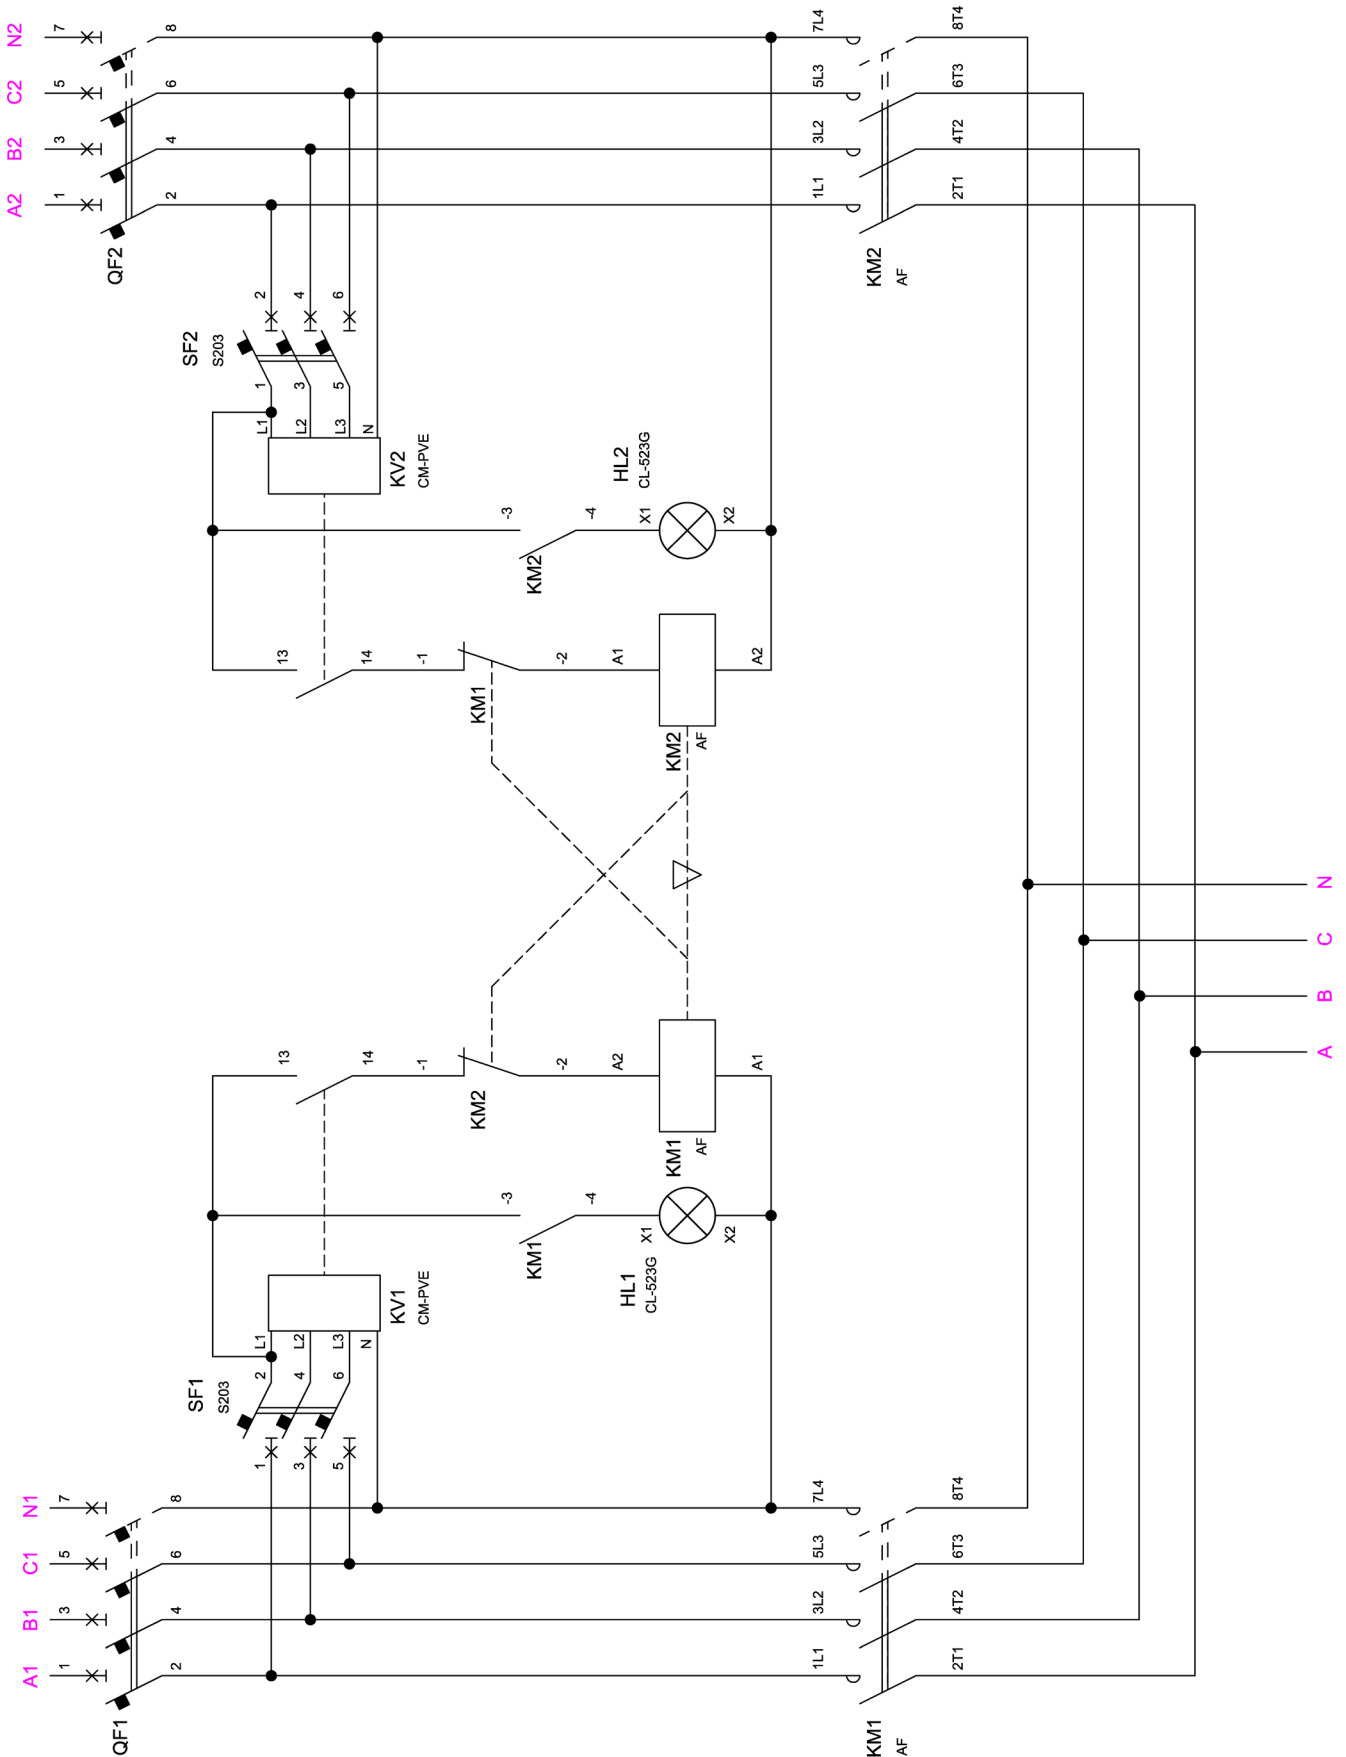 A1 B1 C1 N1 A2 B2 C2 N2
1 3 5 7 1 3 5 7
QF1 QF2
2 4 6 8 2 4 6 8
SF1 SF2
S203 S203
1 2 L1 L1 1 2
13 13
3 4 L2 L2 3 4
5 6 L3 L3 5 6
N 14 14 N
KV1 KV2
CM-PVE CM-PVE
-1 -1
KM2 KM1
-3 -3
KM1 KM2
-2 -2
-4 -4
A2 A1
HL1 HL2
CL-523G CL-523G
X1 X1
KM1 KM2
AF AF
X2 X2
A1 A2
1L1 3L2 5L3 7L4 1L1 3L2 5L3 7L4
KM1 KM2
AF AF
2T1 4T2 6T3 8T4 2T1 4T2 6T3 8T4
A B C N